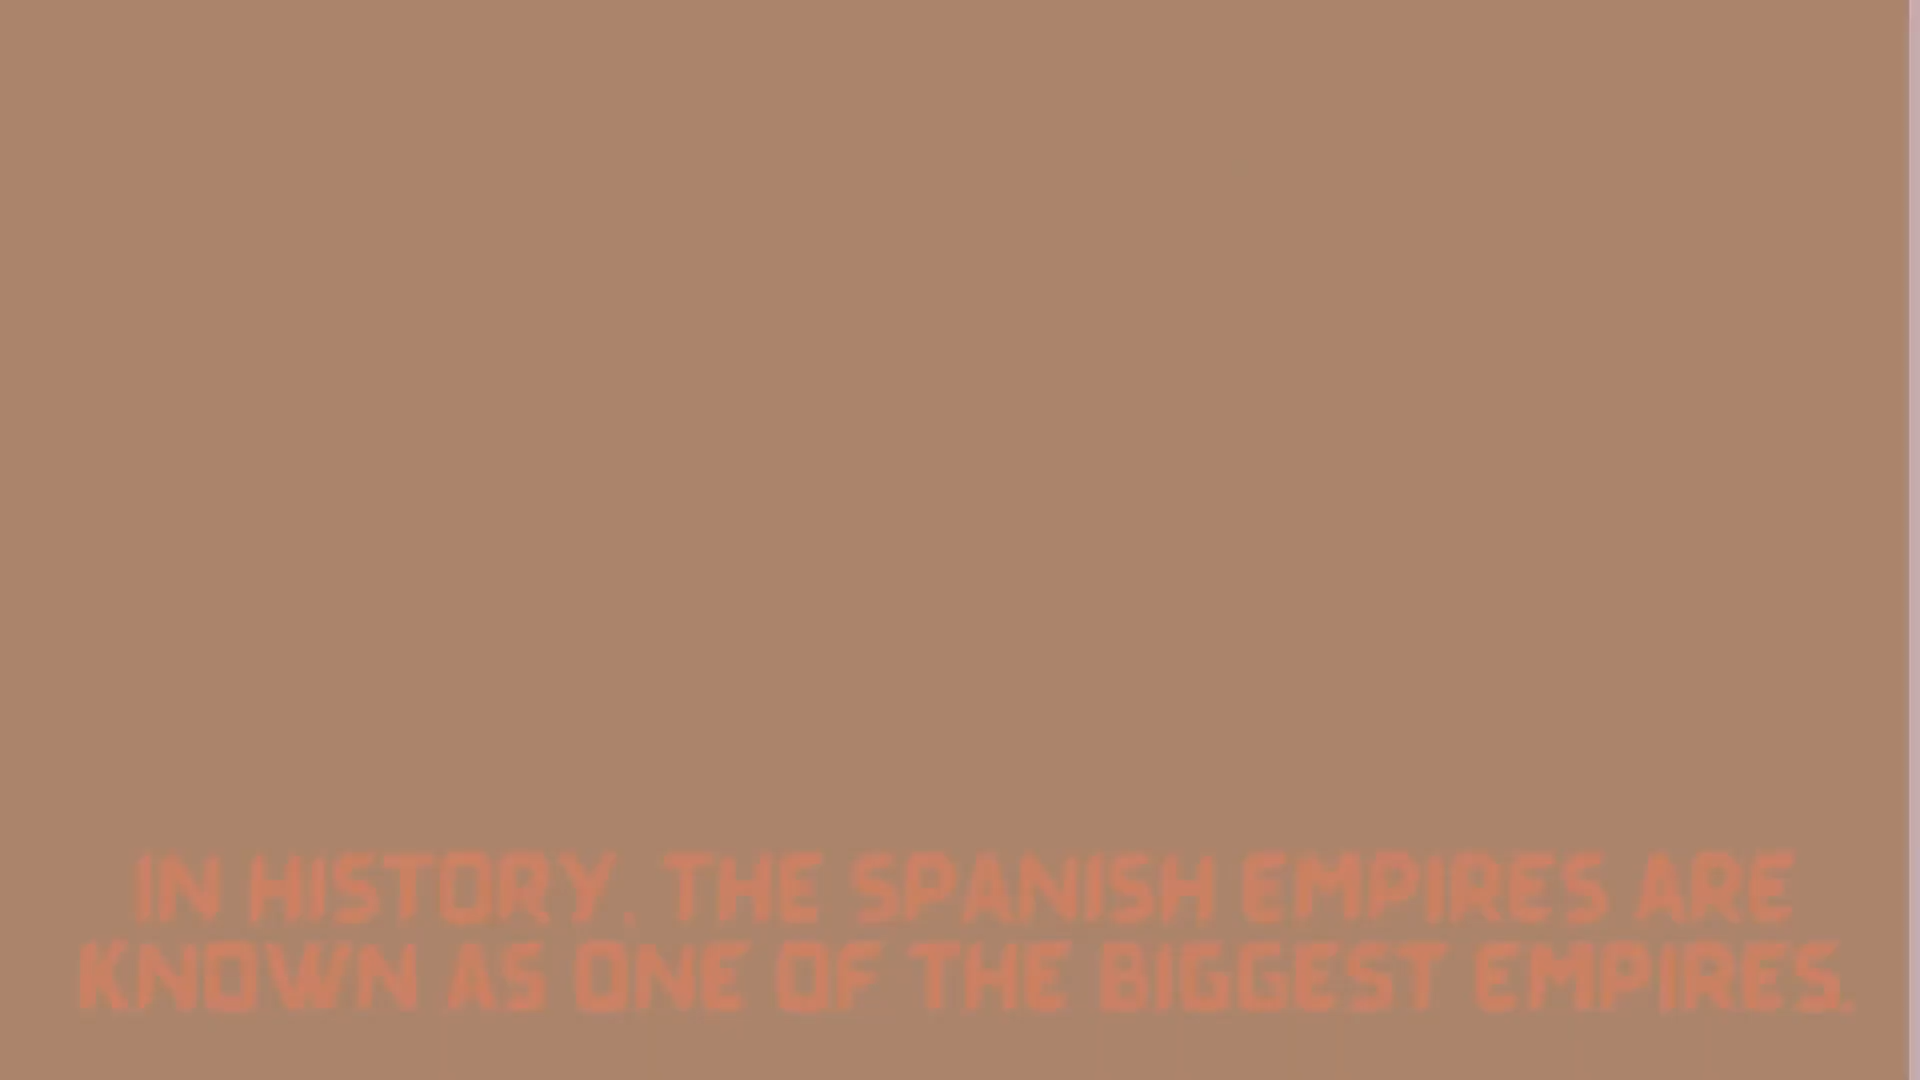 IN HISTORY, THE SPANISH EMPIRES ARE
KNOWN AS ONE OF THE BIGGEST EMPIRES.